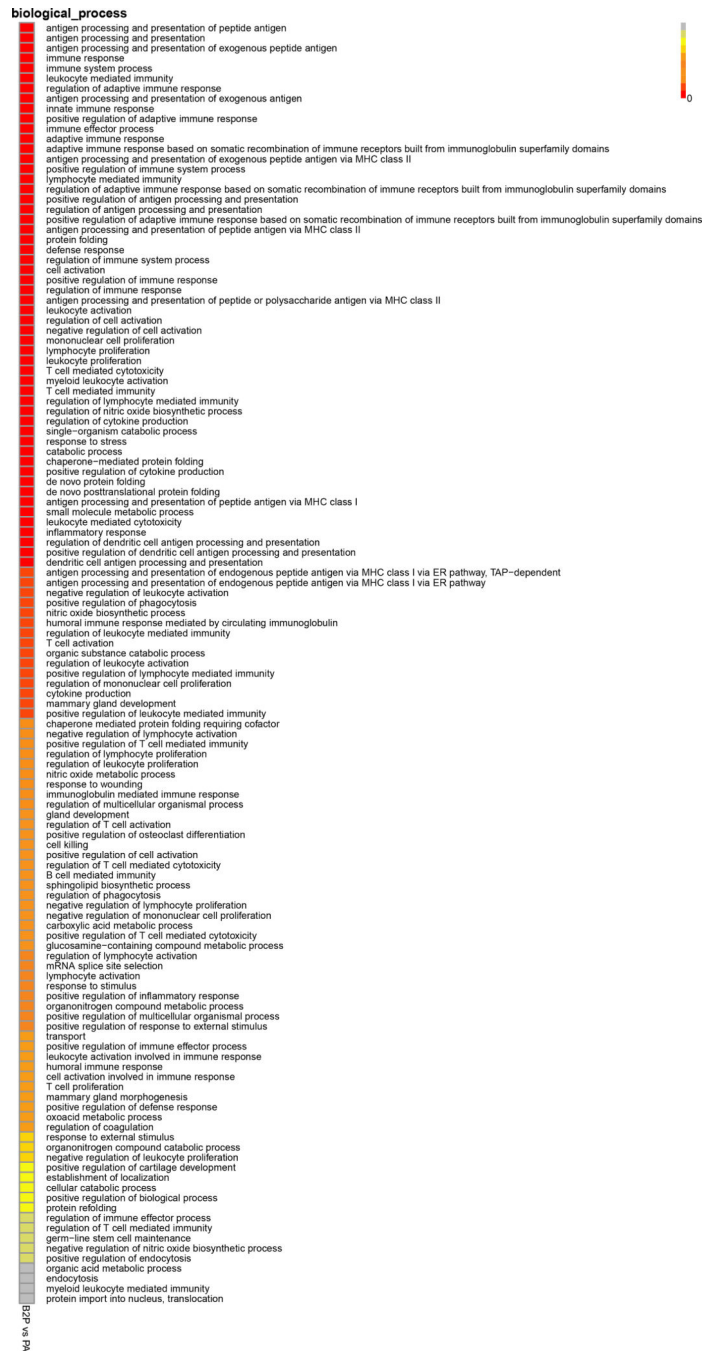 biological_process
antigen processing and presentation of peptide antigen
antigen processing and presentation
antigen processing and presentation of exogenous peptide antigen
immune response
immune system process
leukocyte mediated immunity
regulation of adaptive immune response
antigen processing and presentation of exogenous antigen
innate immune response
positive regulation of adaptive immune response
immune effector process
adaptive immune response
adaptive immune response based on somatic recombination of immune receptors built from immunoglobulin superfamily domains
antigen processing and presentation of exogenous peptide antigen via MHC class II
positive regulation of immune system process
lymphocyte mediated immunity
regulation of adaptive immune response based on somatic recombination of immune receptors built from immunoglobulin superfamily domains
positive regulation of antigen processing and presentation
regulation of antigen processing and presentation
positive regulation of adaptive immune response based on somatic recombination of immune receptors built from immunoglobulin superfamily domains
antigen processing and presentation of peptide antigen via MHC class II
protein folding
defense response
regulation of immune system process
cell activation
positive regulation of immune response
regulation of immune response
antigen processing and presentation of peptide or polysaccharide antigen via MHC class II
leukocyte activation
regulation of cell activation
negative regulation of cell activation
mononuclear cell proliferation
lymphocyte proliferation
leukocyte proliferation
T cell mediated cytotoxicity
myeloid leukocyte activation
T cell mediated immunity
regulation of lymphocyte mediated immunity
regulation of nitric oxide biosynthetic process
regulation of cytokine production
single−organism catabolic process
response to stress
catabolic process
chaperone−mediated protein folding
positive regulation of cytokine production
de novo protein folding
de novo posttranslational protein folding
antigen processing and presentation of peptide antigen via MHC class I
small molecule metabolic process
leukocyte mediated cytotoxicity
inflammatory response
regulation of dendritic cell antigen processing and presentation
positive regulation of dendritic cell antigen processing and presentation
dendritic cell antigen processing and presentation
antigen processing and presentation of endogenous peptide antigen via MHC class I via ER pathway, TAP−dependent
antigen processing and presentation of endogenous peptide antigen via MHC class I via ER pathway
negative regulation of leukocyte activation
positive regulation of phagocytosis
nitric oxide biosynthetic process
humoral immune response mediated by circulating immunoglobulin
regulation of leukocyte mediated immunity
T cell activation
organic substance catabolic process
regulation of leukocyte activation
positive regulation of lymphocyte mediated immunity
regulation of mononuclear cell proliferation
cytokine production
mammary gland development
positive regulation of leukocyte mediated immunity
chaperone mediated protein folding requiring cofactor
negative regulation of lymphocyte activation
positive regulation of T cell mediated immunity
regulation of lymphocyte proliferation
regulation of leukocyte proliferation
nitric oxide metabolic process
response to wounding
immunoglobulin mediated immune response
regulation of multicellular organismal process
gland development
regulation of T cell activation
positive regulation of osteoclast differentiation
cell killing
positive regulation of cell activation
regulation of T cell mediated cytotoxicity
B cell mediated immunity
sphingolipid biosynthetic process
regulation of phagocytosis
negative regulation of lymphocyte proliferation
negative regulation of mononuclear cell proliferation
carboxylic acid metabolic process
positive regulation of T cell mediated cytotoxicity
glucosamine−containing compound metabolic process
regulation of lymphocyte activation
mRNA splice site selection
lymphocyte activation
response to stimulus
positive regulation of inflammatory response
organonitrogen compound metabolic process
positive regulation of multicellular organismal process
positive regulation of response to external stimulus
transport
positive regulation of immune effector process
leukocyte activation involved in immune response
humoral immune response
cell activation involved in immune response
T cell proliferation
mammary gland morphogenesis
positive regulation of defense response
oxoacid metabolic process
regulation of coagulation
response to external stimulus
organonitrogen compound catabolic process
negative regulation of leukocyte proliferation
positive regulation of cartilage development
establishment of localization
cellular catabolic process
positive regulation of biological process
protein refolding
regulation of immune effector process
regulation of T cell mediated immunity
germ−line stem cell maintenance
negative regulation of nitric oxide biosynthetic process
positive regulation of endocytosis
organic acid metabolic process
endocytosis
myeloid leukocyte mediated immunity
protein import into nucleus, translocation
B2P vs PA
0